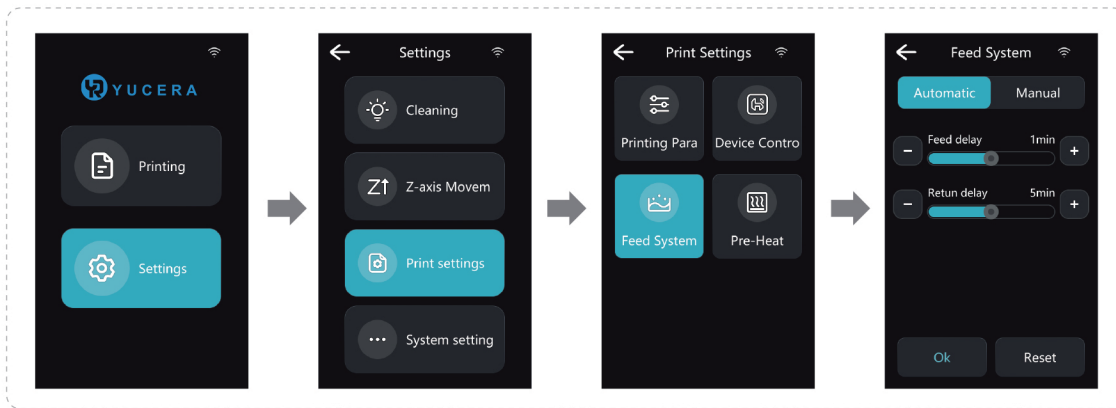 YUCERA
Printing
Settings
Settings
Cleaning
Z↑ Z-axis Movem
Print settings
System setting
Print Settings
Printing Para
Device Contro
Feed System
Pre-Heat
Feed System
Automatic Manual
Feed delay 1min
- +
Retun delay 5min
- +
Ok Reset